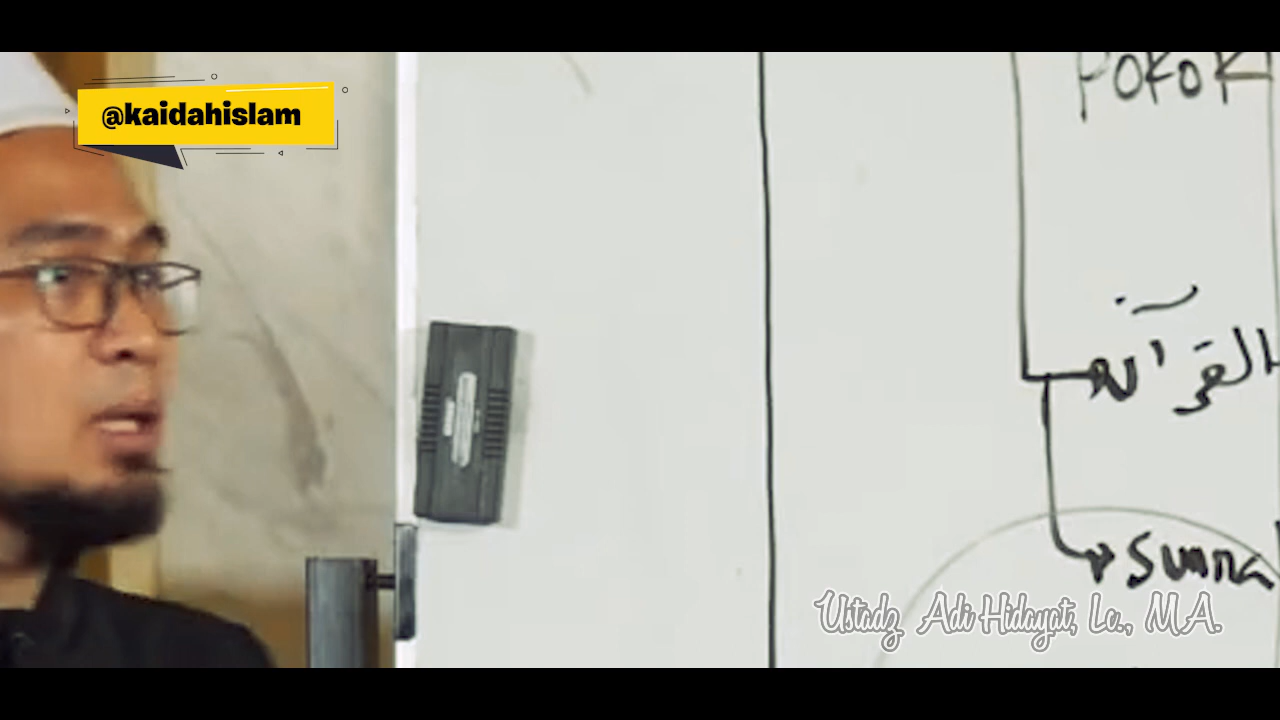 @kaidahislam
POKOK
القرآن
Sunna
Ustadz Adi Hidayat, Lc., M.A.